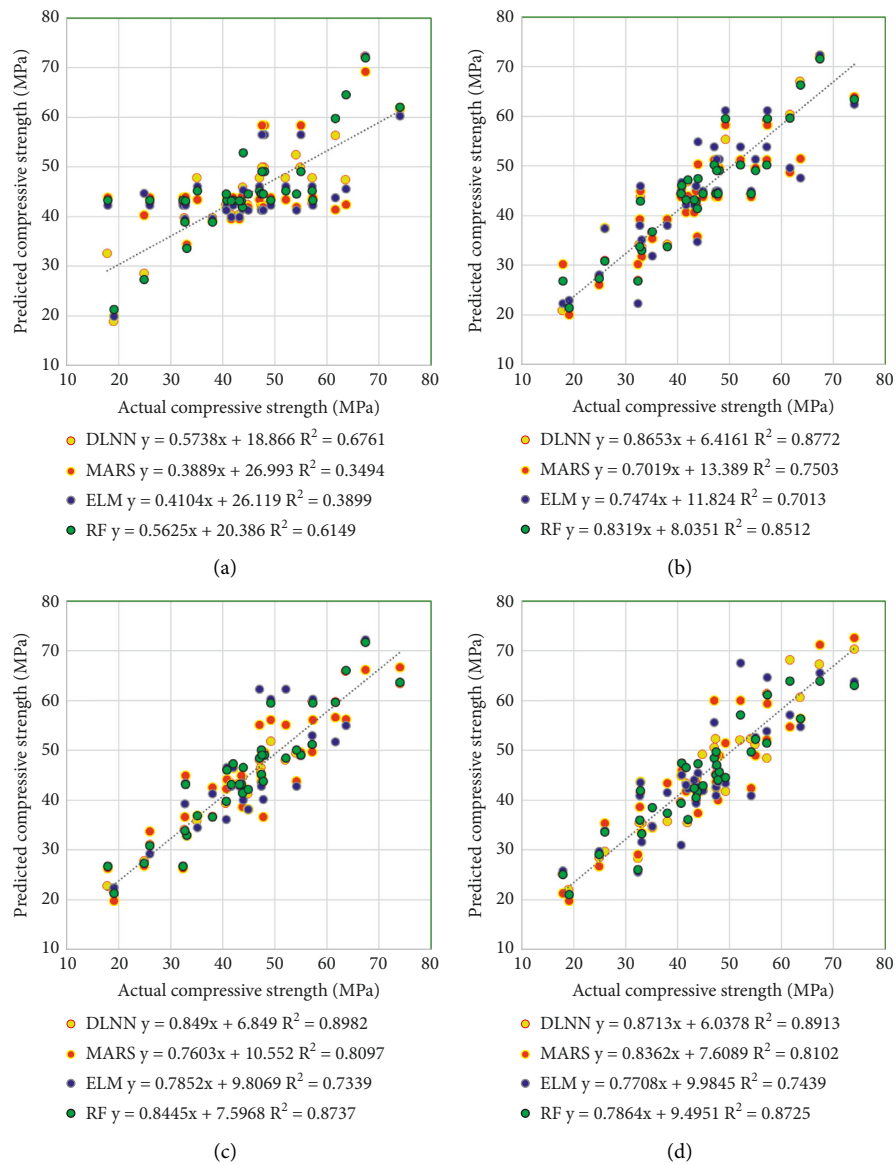 80
70
60
50
40
30
20
10
Predicted compressive strength (MPa)
10 20 30 40 50 60 70 80
Actual compressive strength (MPa)
DLNN y = 0.5738x + 18.866 R² = 0.6761
MARS y = 0.3889x + 26.993 R² = 0.3494
ELM y = 0.4104x + 26.119 R² = 0.3899
RF y = 0.5625x + 20.386 R² = 0.6149
(a)
80
70
60
50
40
30
20
10
Predicted compressive strength (MPa)
10 20 30 40 50 60 70 80
Actual compressive strength (MPa)
DLNN y = 0.8653x + 6.4161 R² = 0.8772
MARS y = 0.7019x + 13.389 R² = 0.7503
ELM y = 0.7474x + 11.824 R² = 0.7013
RF y = 0.8319x + 8.0351 R² = 0.8512
(b)
80
70
60
50
40
30
20
10
Predicted compressive strength (MPa)
10 20 30 40 50 60 70 80
Actual compressive strength (MPa)
DLNN y = 0.849x + 6.849 R² = 0.8982
MARS y = 0.7603x + 10.552 R² = 0.8097
ELM y = 0.7852x + 9.8069 R² = 0.7339
RF y = 0.8445x + 7.5968 R² = 0.8737
(c)
80
70
60
50
40
30
20
10
Predicted compressive strength (MPa)
10 20 30 40 50 60 70 80
Actual compressive strength (MPa)
DLNN y = 0.8713x + 6.0378 R² = 0.8913
MARS y = 0.8362x + 7.6089 R² = 0.8102
ELM y = 0.7708x + 9.9845 R² = 0.7439
RF y = 0.7864x + 9.4951 R² = 0.8725
(d)